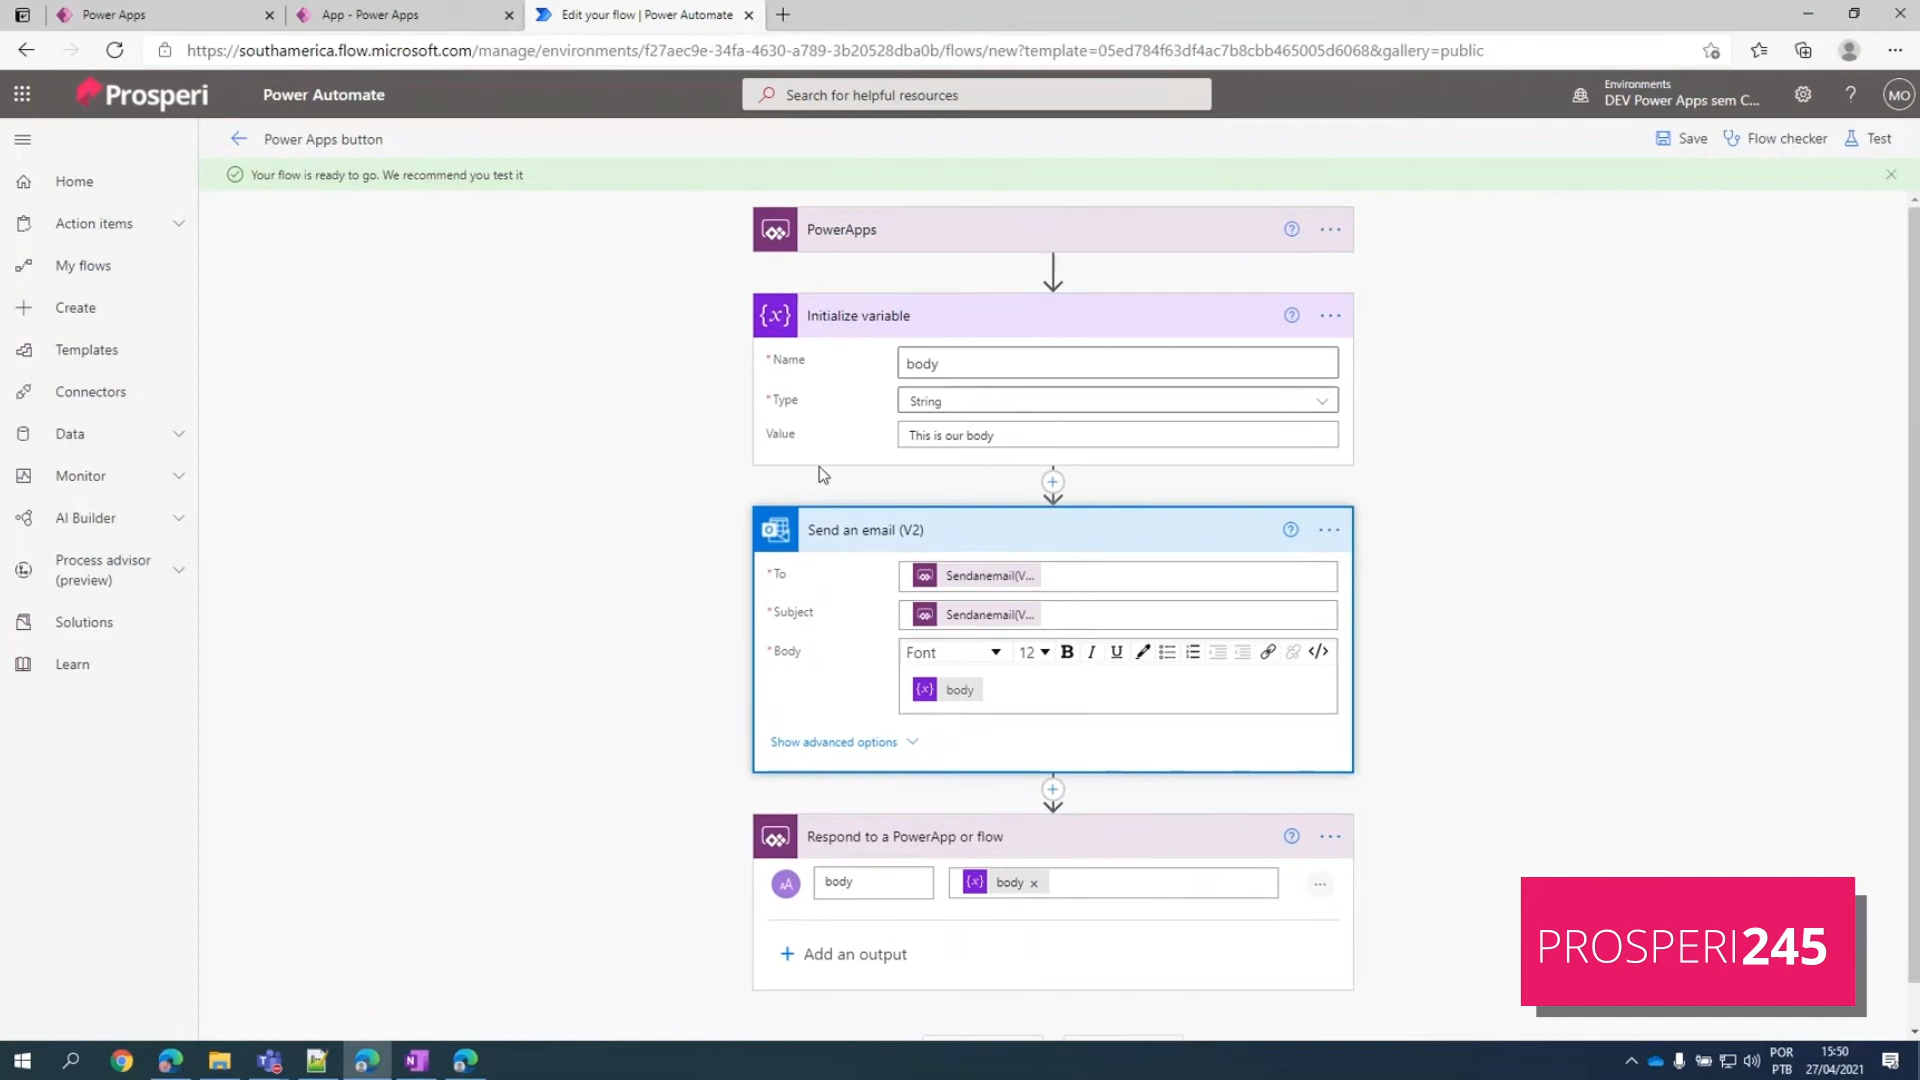 Power Apps
App - Power Apps
Edit your flow | Power Automate
https://southamerica.flow.microsoft.com/manage/environments/f27aec9e-34fa-4630-a789-3b20528dba0b/flows/new?template=05ed784f63df4ac7b8cbb465005d6068&gallery=public
Prosperi
Power Automate
Search for helpful resources
Environments
DEV Power Apps sem C...
MO
Power Apps button
Save
Flow checker
Test
Your flow is ready to go. We recommend you test it
Home
Action items
My flows
Create
Templates
Connectors
Data
Monitor
AI Builder
Process advisor
(preview)
Solutions
Learn
PowerApps
{x} Initialize variable
*Name body
*Type String
Value This is our body
Send an email (V2)
*To Sendanemail(V...
*Subject Sendanemail(V...
*Body Font 12 B I U </>
{x} body
Show advanced options
Respond to a PowerApp or flow
AA body {x} body ×
+ Add an output
PROSPERI245
POR
PTB
15:50
27/04/2021